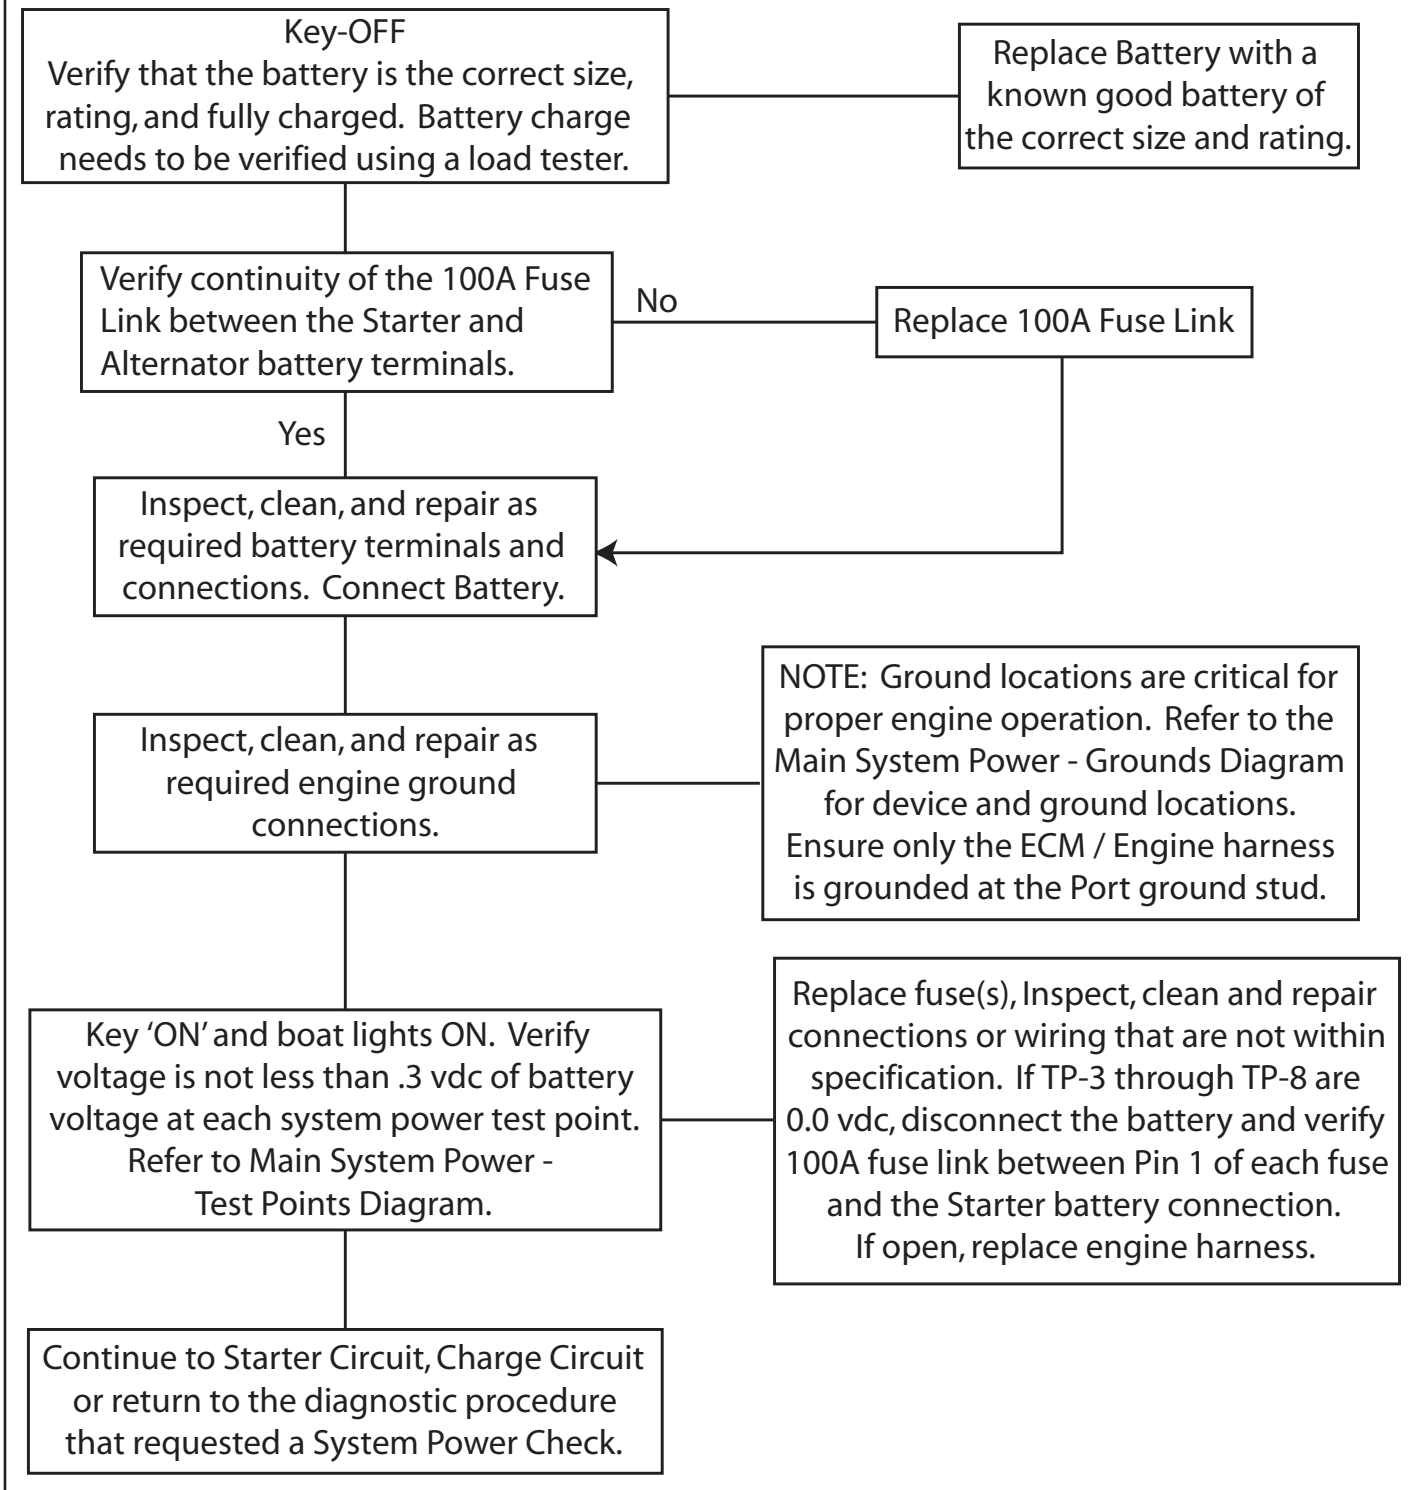 Key-OFF
Verify that the battery is the correct size,
rating, and fully charged.  Battery charge
needs to be verified using a load tester.
Replace Battery with a
known good battery of
the correct size and rating.
Verify continuity of the 100A Fuse
Link between the Starter and
Alternator battery terminals.
No
Replace 100A Fuse Link
Yes
Inspect, clean, and repair as
required battery terminals and
connections.  Connect Battery.
Inspect, clean, and repair as
required engine ground
connections.
NOTE:  Ground locations are critical for
proper engine operation.  Refer to the
Main System Power - Grounds Diagram
for device and ground locations.
Ensure only the ECM / Engine harness
is grounded at the Port ground stud.
Key ‘ON’ and boat lights ON.  Verify
voltage is not less than .3 vdc of battery
voltage at each system power test point.
Refer to Main System Power -
Test Points Diagram.
Replace fuse(s), Inspect, clean and repair
connections or wiring that are not within
specification.  If TP-3 through TP-8 are
0.0 vdc, disconnect the battery and verify
100A fuse link between Pin 1 of each fuse
and the Starter battery connection.
If open, replace engine harness.
Continue to Starter Circuit, Charge Circuit
or return to the diagnostic procedure
that requested a System Power Check.